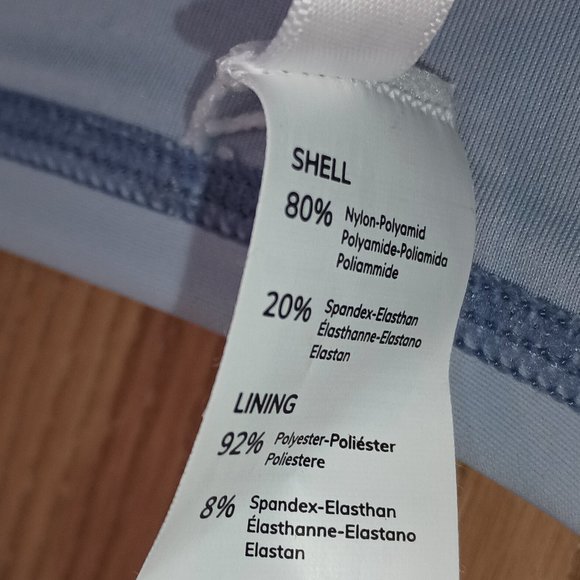 SHELL
80% Nylon-Polyamid
Polyamide-Poliamida
Poliammide
20% Spandex-Elasthan
Élasthanne-Elastano
Elastan
LINING
92% Polyester-Poliéster
Poliestere
8% Spandex-Elasthan
Élasthanne-Elastano
Elastan